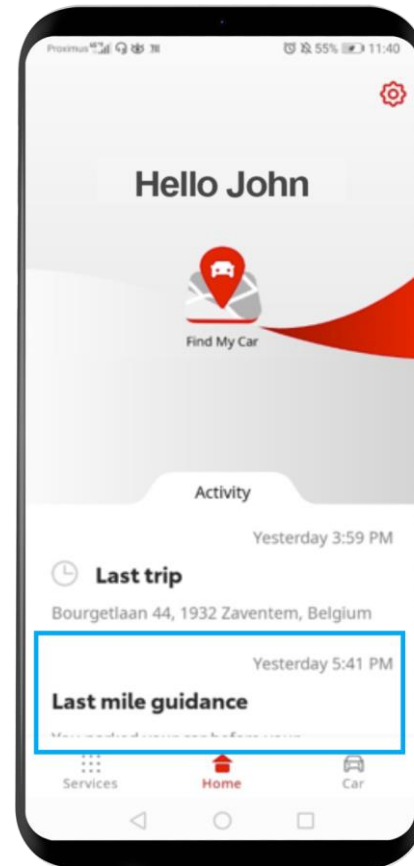 Proximus 55% 11:40
Hello John
Find My Car
Activity
Yesterday 3:59 PM
Last trip
Bourgetlaan 44, 1932 Zaventem, Belgium
Yesterday 5:41 PM
Last mile guidance
Services Home Car